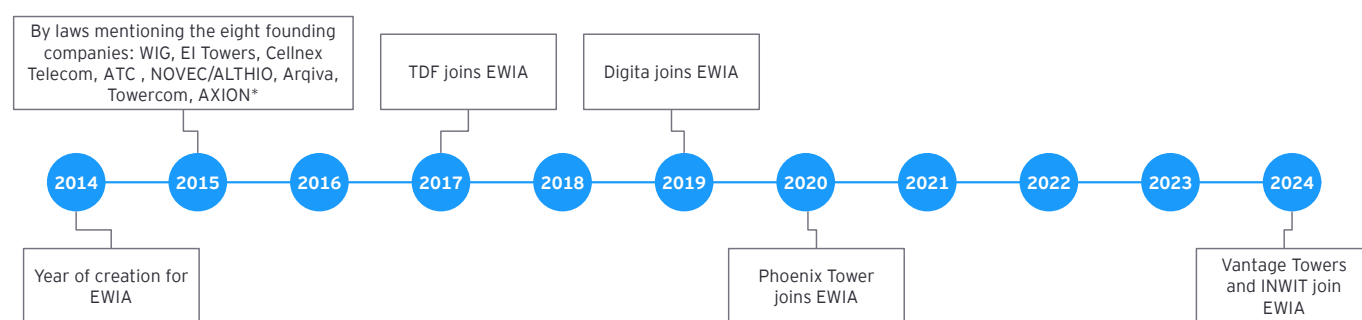 By laws mentioning the eight founding
companies: WIG, EI Towers, Cellnex
Telecom, ATC , NOVEC/ALTHIO, Arqiva,
Towercom, AXION*
TDF joins EWIA
Digita joins EWIA
2014
2015
2016
2017
2018
2019
2020
2021
2022
2023
2024
Year of creation for
EWIA
Phoenix Tower
joins EWIA
Vantage Towers
and INWIT join
EWIA